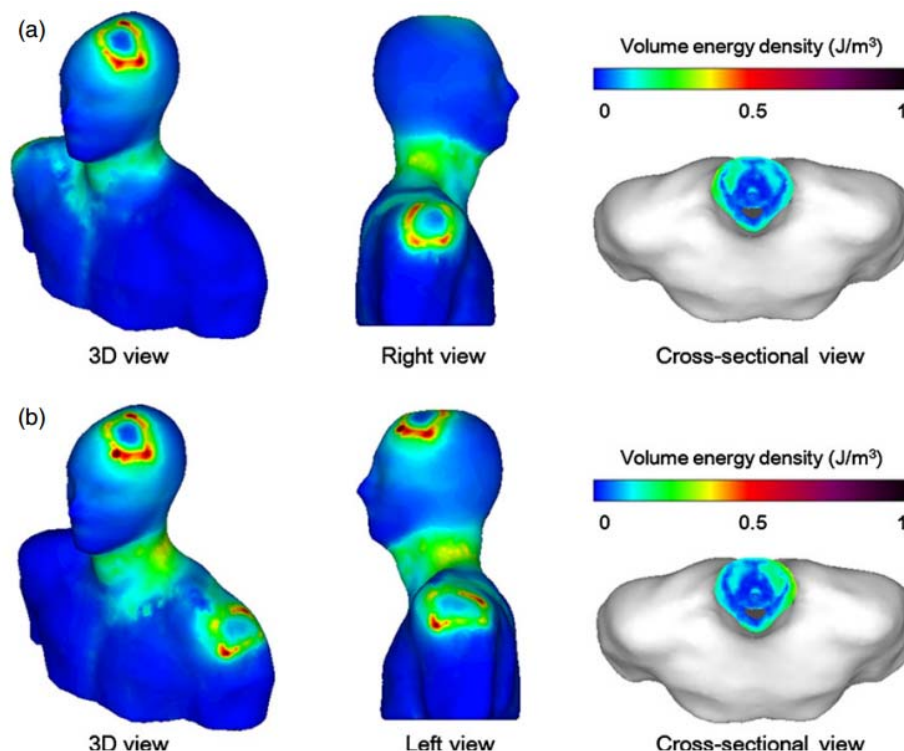 (a)
Volume energy density (J/m³)
0 0.5 1
3D view Right view Cross-sectional view
(b)
Volume energy density (J/m³)
0 0.5 1
3D view Left view Cross-sectional view